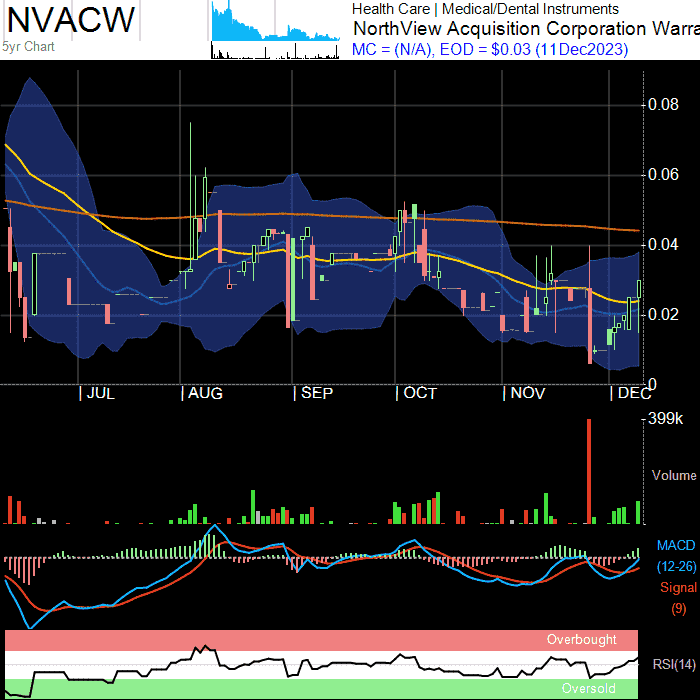 NVACW
5yr Chart
Health Care | Medical/Dental Instruments
NorthView Acquisition Corporation Warra
MC = (N/A), EOD = $0.03 (11Dec2023)
0.08
0.06
0.04
0.02
0
| JUL
| AUG
| SEP
| OCT
| NOV
| DEC
399k
Volume
MACD
(12-26)
Signal
(9)
Overbought
RSI(14)
Oversold